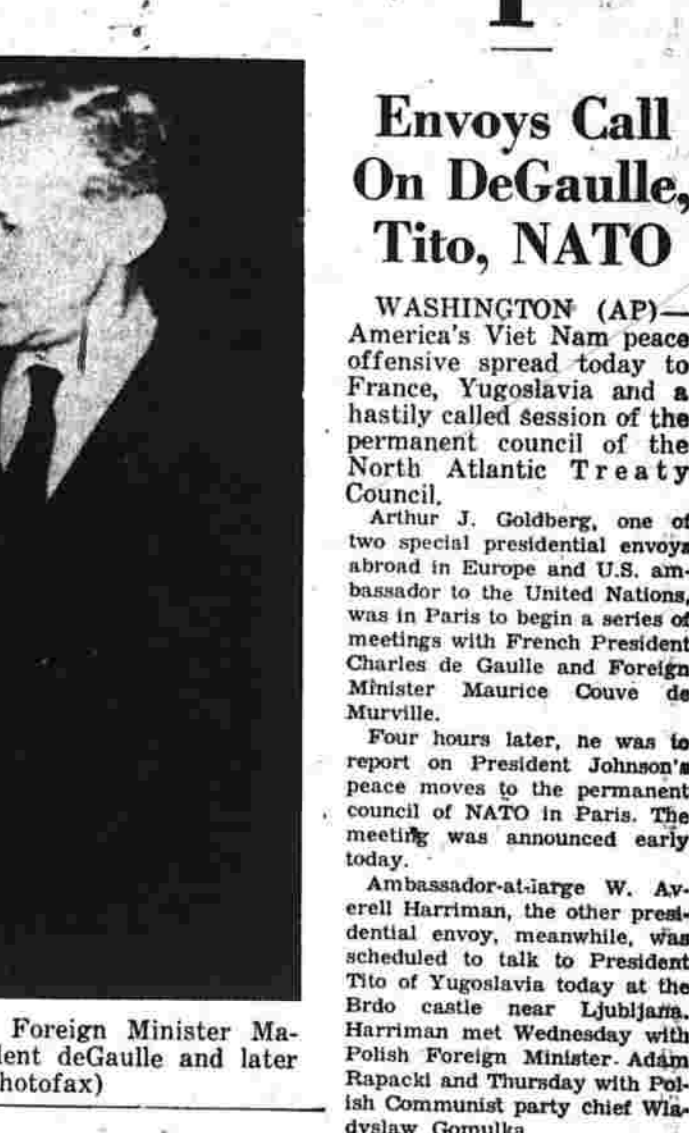 Foreign Minister Ma-
dent deGaulle and later
hotofax)
Envoys Call
On DeGaulle,
Tito, NATO
WASHINGTON (AP)—
America's Viet Nam peace
offensive spread today to
France, Yugoslavia and a
hastily called session of the
permanent council of the
North Atlantic Treaty
Council.
Arthur J. Goldberg, one of
two special presidential envoys
abroad in Europe and U.S. am-
bassador to the United Nations,
was in Paris to begin a series of
meetings with French President
Charles de Gaulle and Foreign
Minister Maurice Couve de
Murville.
Four hours later, he was to
report on President Johnson's
peace moves to the permanent
council of NATO in Paris. The
meeting was announced early
today.
Ambassador-at-large W. Av-
erell Harriman, the other presi-
dential envoy, meanwhile, was
scheduled to talk to President
Tito of Yugoslavia today at the
Brdo castle near Ljubljana.
Harriman met Wednesday with
Polish Foreign Minister Adam
Rapacki and Thursday with Pol-
ish Communist party chief Wla-
dyslaw Gomulka